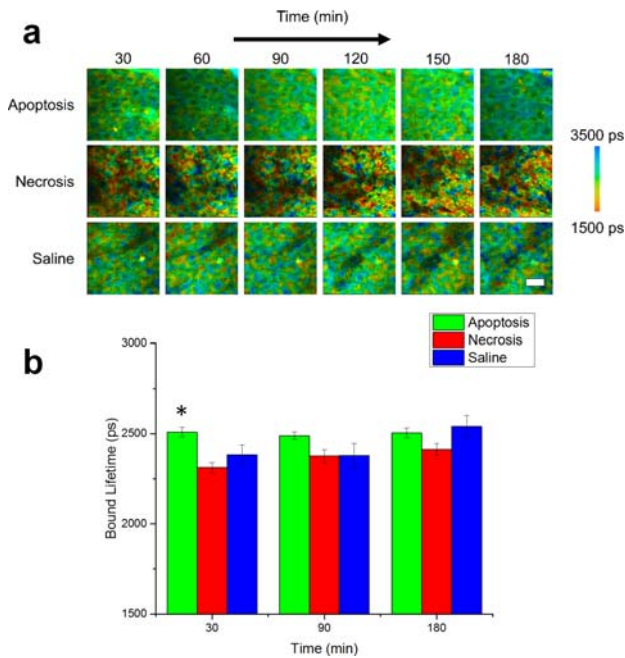 a
Time (min)
30 60 90 120 150 180
Apoptosis
Necrosis
Saline
3500 ps
1500 ps
b
Apoptosis
Necrosis
Saline
*
Bound Lifetime (ps)
3000
2500
2000
1500
30 90 180
Time (min)